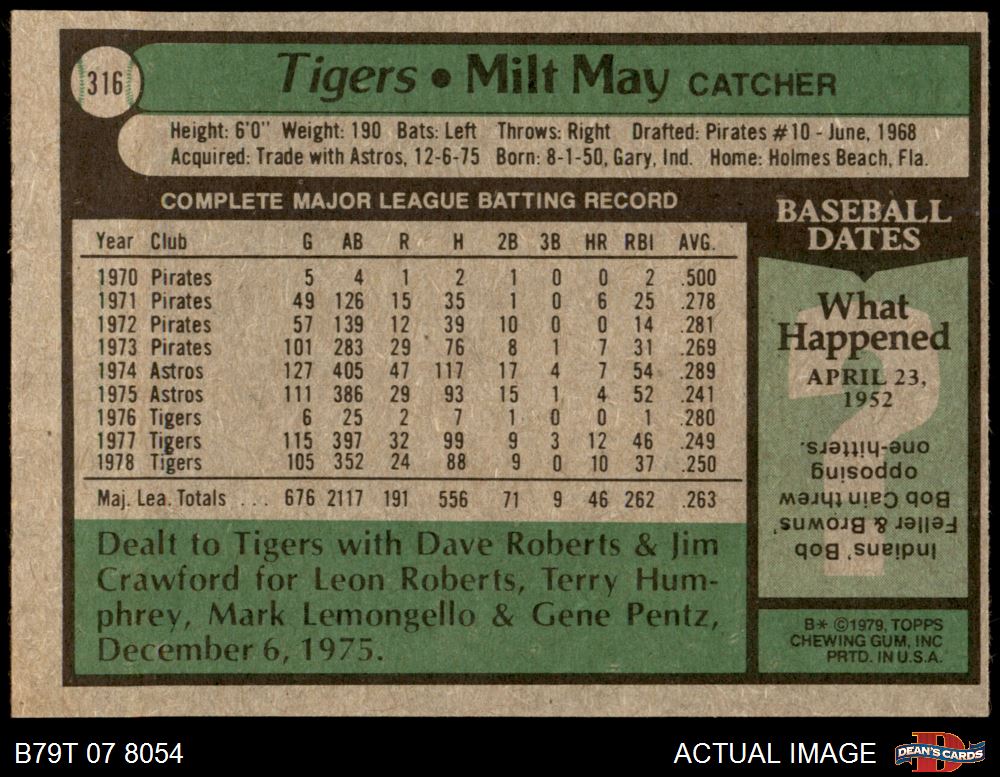 316
Tigers • Milt May CATCHER
Height: 6'0" Weight: 190 Bats: Left Throws: Right Drafted: Pirates #10 - June, 1968
Acquired: Trade with Astros, 12-6-75 Born: 8-1-50, Gary, Ind. Home: Holmes Beach, Fla.
COMPLETE MAJOR LEAGUE BATTING RECORD
Year Club G AB R H 2B 3B HR RBI AVG.
1970 Pirates 5 4 1 2 1 0 0 2 .500
1971 Pirates 49 126 15 35 1 0 6 25 .278
1972 Pirates 57 139 12 39 10 0 0 14 .281
1973 Pirates 101 283 29 76 8 1 7 31 .269
1974 Astros 127 405 47 117 17 4 7 54 .289
1975 Astros 111 386 29 93 15 1 4 52 .241
1976 Tigers 6 25 2 7 1 0 0 1 .280
1977 Tigers 115 397 32 99 9 3 12 46 .249
1978 Tigers 105 352 24 88 9 0 10 37 .250
Maj. Lea. Totals ... 676 2117 191 556 71 9 46 262 .263
Dealt to Tigers with Dave Roberts & Jim
Crawford for Leon Roberts, Terry Hum-
phrey, Mark Lemongello & Gene Pentz,
December 6, 1975.
BASEBALL
DATES
What
Happened
APRIL 23,
1952
?
Indians' Bob
Feller & Browns'
Bob Cain threw
opposing
one-hitters.
B* ©1979, TOPPS
CHEWING GUM, INC
PRTD. IN U.S.A.
B79T 07 8054
ACTUAL IMAGE
D
DEAN'S CARDS